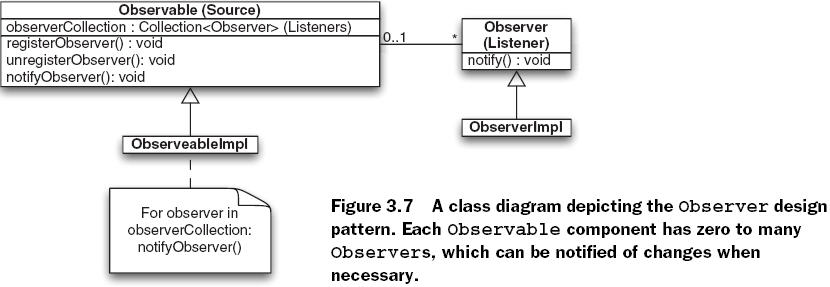 Observable (Source)
observerCollection : Collection<Observer> (Listeners)
registerObserver() : void
unregisterObserver(): void
notifyObserver(): void
0..1
*
Observer
(Listener)
notify() : void
ObserveableImpl
ObserverImpl
For observer in
observerCollection:
notifyObserver()
Figure 3.7 A class diagram depicting the Observer design
pattern. Each Observable component has zero to many
Observers, which can be notified of changes when
necessary.